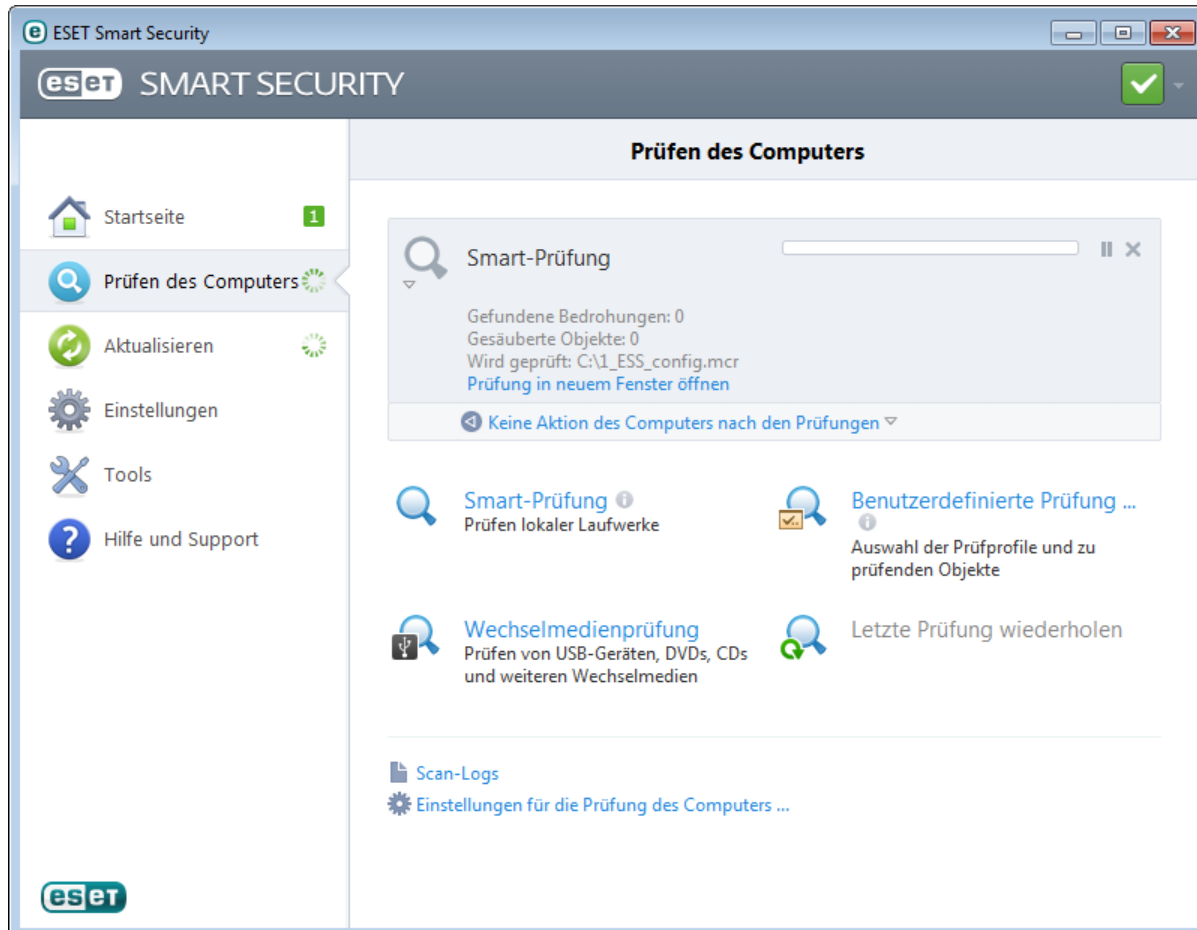 ESET Smart Security
eset SMART SECURITY
Prüfen des Computers
Startseite 1
Prüfen des Computers
Aktualisieren
Einstellungen
Tools
Hilfe und Support
Smart-Prüfung
Gefundene Bedrohungen: 0
Gesäuberte Objekte: 0
Wird geprüft: C:\1_ESS_config.mcr
Prüfung in neuem Fenster öffnen
Keine Aktion des Computers nach den Prüfungen
Smart-Prüfung
Prüfen lokaler Laufwerke
Benutzerdefinierte Prüfung ...
Auswahl der Prüfprofile und zu
prüfenden Objekte
Wechselmedienprüfung
Prüfen von USB-Geräten, DVDs, CDs
und weiteren Wechselmedien
Letzte Prüfung wiederholen
Scan-Logs
Einstellungen für die Prüfung des Computers ...
eset